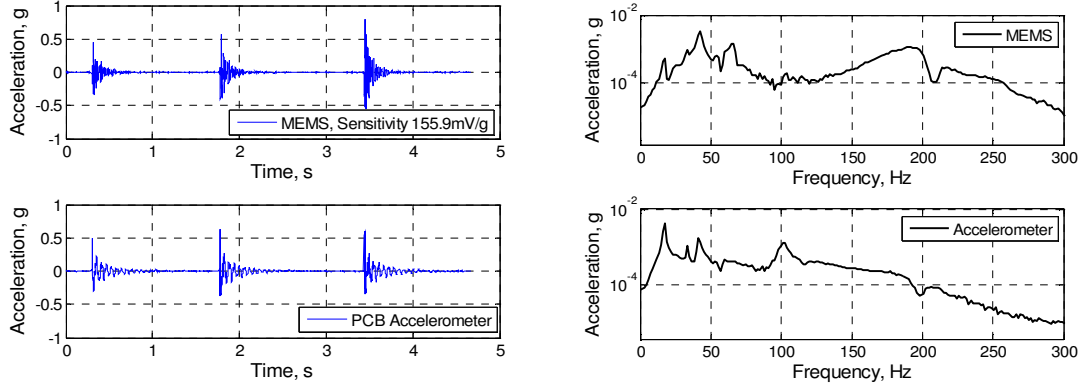 1
0.5
0
-0.5
-1
Acceleration, g
MEMS, Sensitivity 155.9mV/g
0 1 2 3 4 5
Time, s
10-2
10-4
Acceleration, g
MEMS
0 50 100 150 200 250 300
Frequency, Hz
1
0.5
0
-0.5
-1
Acceleration, g
PCB Accelerometer
0 1 2 3 4 5
Time, s
10-2
10-4
Acceleration, g
Accelerometer
0 50 100 150 200 250 300
Frequency, Hz